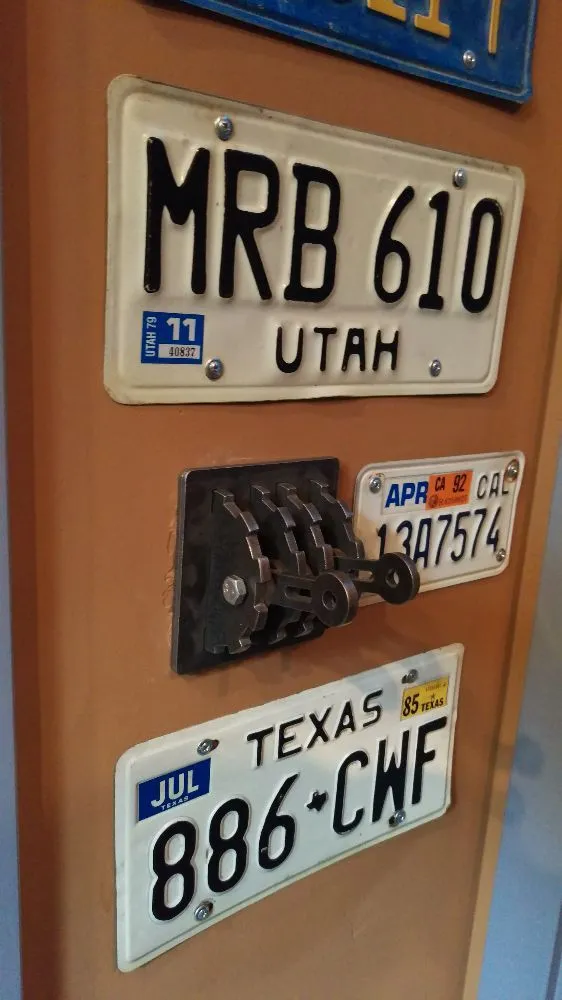 MRB 610
UTAH 79
11
40837
UTAH
APR
CA 92
CAL
13A7574
TEXAS
85
TEXAS
JUL
TEXAS
886 CWF